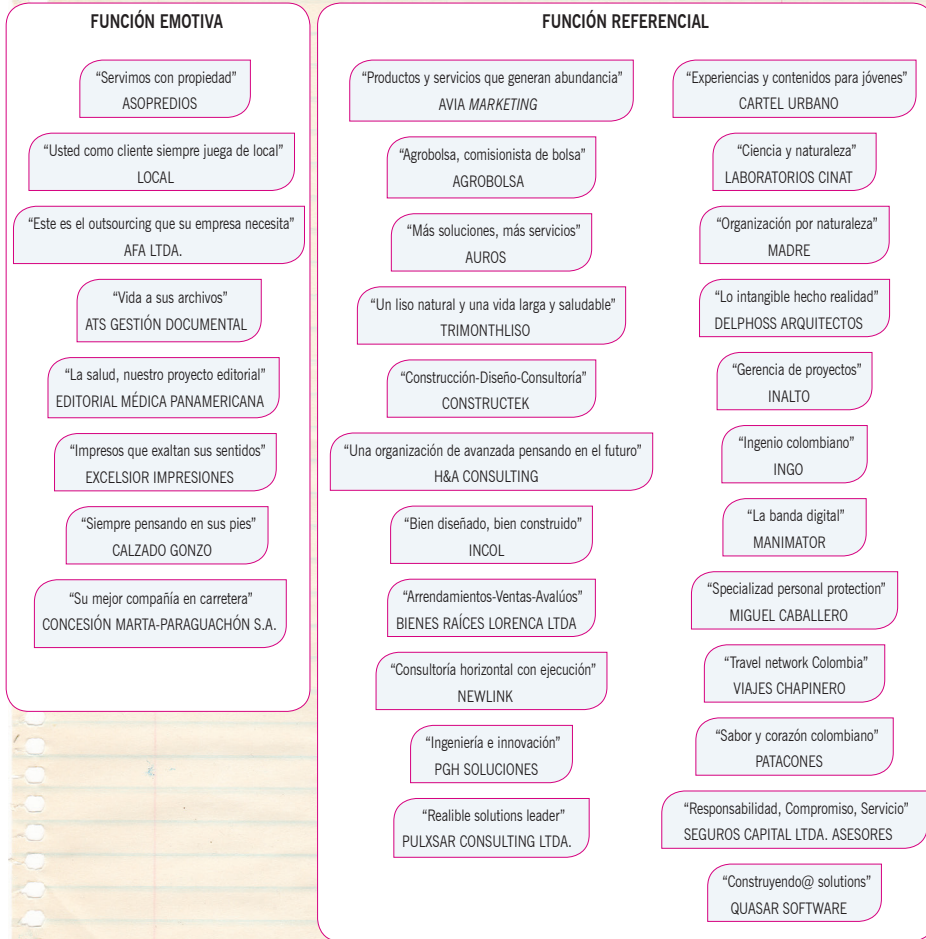 FUNCIÓN EMOTIVA
“Servimos con propiedad”
ASOPREDIOS
“Usted como cliente siempre juega de local”
LOCAL
“Este es el outsourcing que su empresa necesita”
AFA LTDA.
“Vida a sus archivos”
ATS GESTIÓN DOCUMENTAL
“La salud, nuestro proyecto editorial”
EDITORIAL MÉDICA PANAMERICANA
“Impresos que exaltan sus sentidos”
EXCELSIOR IMPRESIONES
“Siempre pensando en sus pies”
CALZADO GONZO
“Su mejor compañía en carretera”
CONCESIÓN MARTA-PARAGUACHÓN S.A.
FUNCIÓN REFERENCIAL
“Productos y servicios que generan abundancia”
AVIA MARKETING
“Agrobolsa, comisionista de bolsa”
AGROBOLSA
“Más soluciones, más servicios”
AUROS
“Un liso natural y una vida larga y saludable”
TRIMONTHLISO
“Construcción-Diseño-Consultoría”
CONSTRUCTEK
“Una organización de avanzada pensando en el futuro”
H&A CONSULTING
“Bien diseñado, bien construido”
INCOL
“Arrendamientos-Ventas-Avalúos”
BIENES RAÍCES LORENCA LTDA
“Consultoría horizontal con ejecución”
NEWLINK
“Ingeniería e innovación”
PGH SOLUCIONES
“Realible solutions leader”
PULXSAR CONSULTING LTDA.
“Experiencias y contenidos para jóvenes”
CARTEL URBANO
“Ciencia y naturaleza”
LABORATORIOS CINAT
“Organización por naturaleza”
MADRE
“Lo intangible hecho realidad”
DELPHOSS ARQUITECTOS
“Gerencia de proyectos”
INALTO
“Ingenio colombiano”
INGO
“La banda digital”
MANIMATOR
“Specializad personal protection”
MIGUEL CABALLERO
“Travel network Colombia”
VIAJES CHAPINERO
“Sabor y corazón colombiano”
PATACONES
“Responsabilidad, Compromiso, Servicio”
SEGUROS CAPITAL LTDA. ASESORES
“Construyendo@ solutions”
QUASAR SOFTWARE